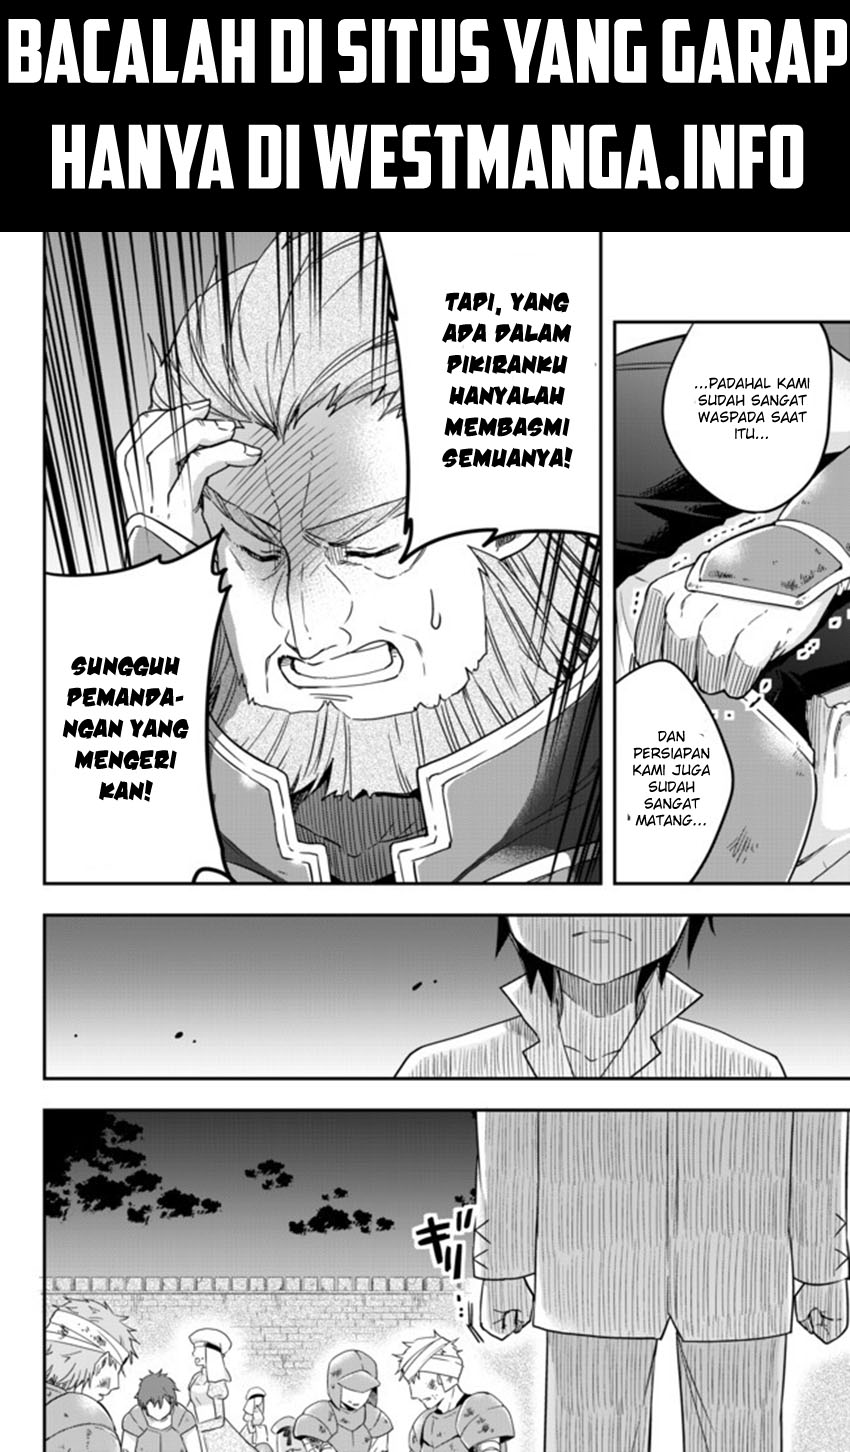 BACALAH DI SITUS YANG GARAP
HANYA DI WESTMANGA.INFO
...PADAHAL KAMI
SUDAH SANGAT
WASPADA SAAT
ITU...
DAN
PERSIAPAN
KAMI JUGA
SUDAH
SANGAT
MATANG...
TAPI, YANG
ADA DALAM
PIKIRANKU
HANYALAH
MEMBASMI
SEMUANYA!
SUNGGUH
PEMANDA-
NGAN YANG
MENGERI
KAN!
ギリ…